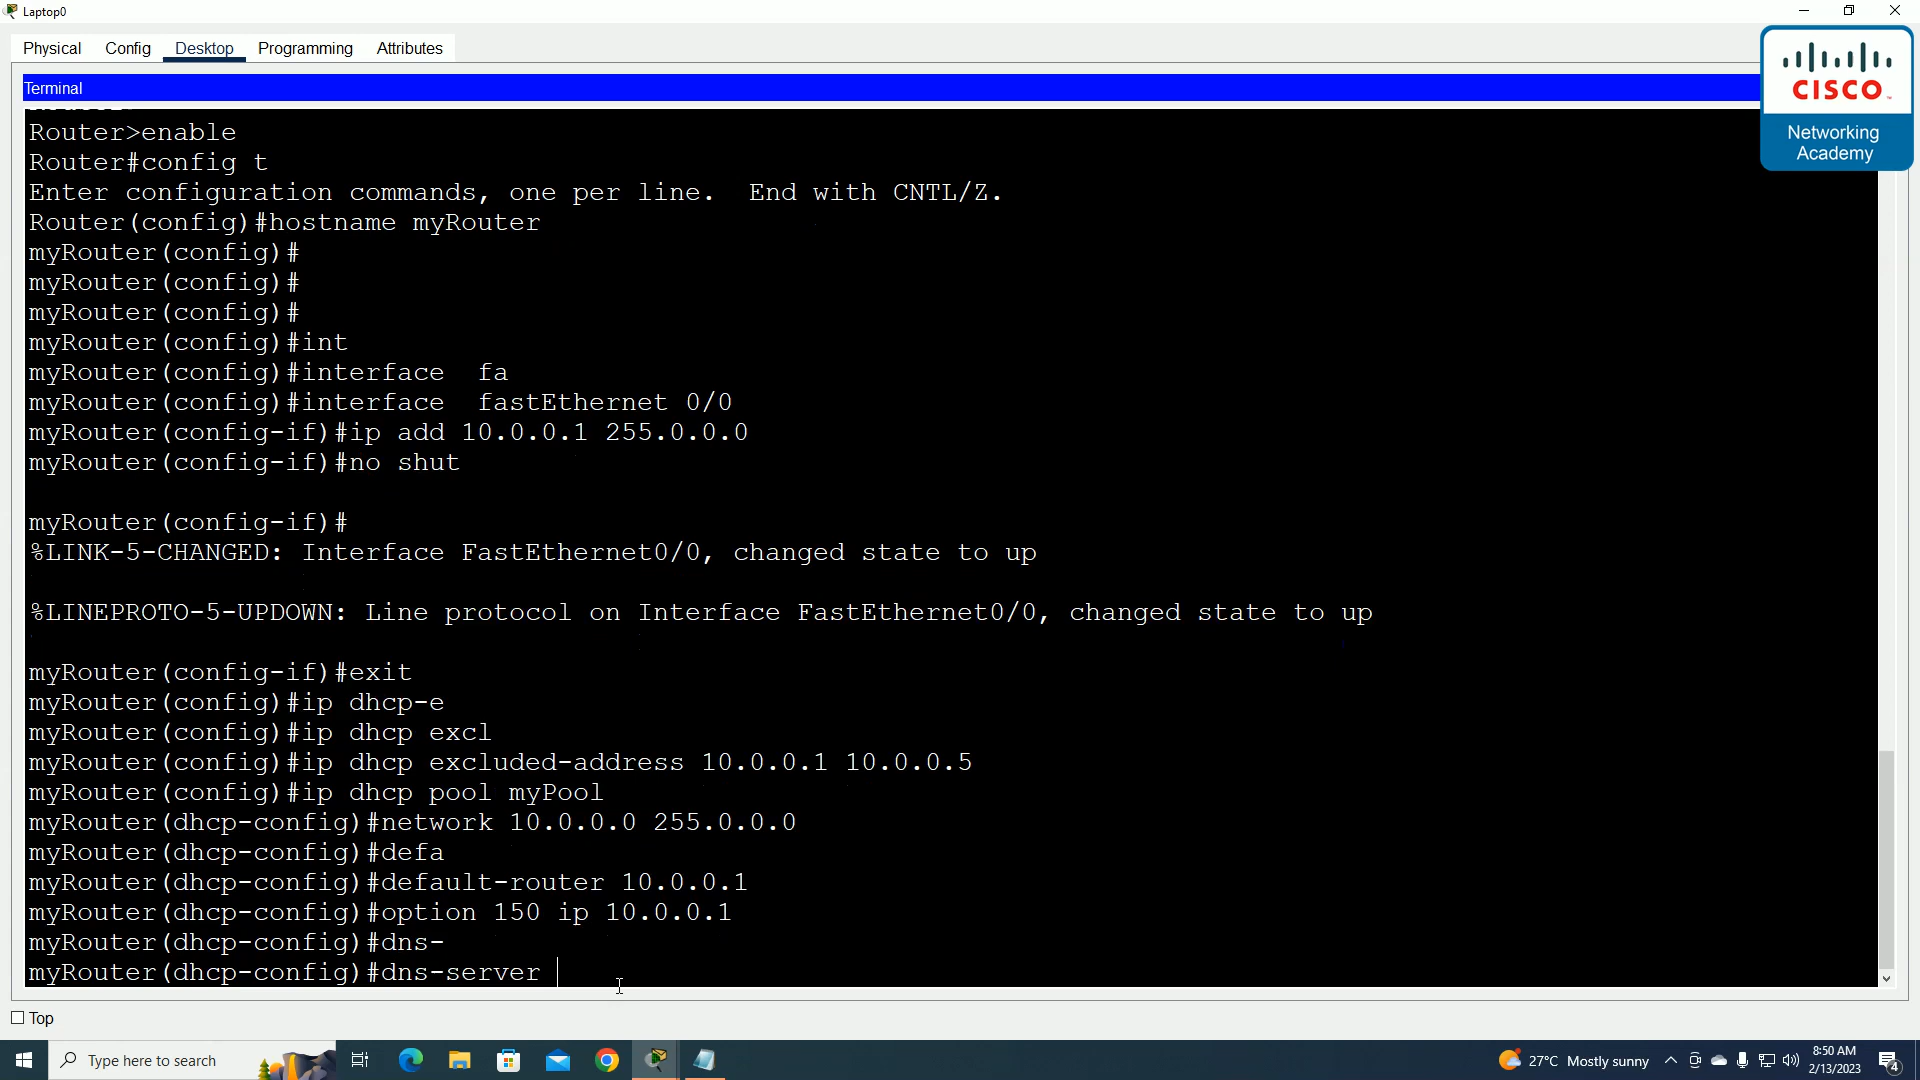 Laptop0
Physical Config Desktop Programming Attributes
CISCO
Networking
Academy
Terminal
Router>enable
Router#config t
Enter configuration commands, one per line.  End with CNTL/Z.
Router(config)#hostname myRouter
myRouter(config)#
myRouter(config)#
myRouter(config)#
myRouter(config)#int
myRouter(config)#interface  fa
myRouter(config)#interface  fastEthernet 0/0
myRouter(config-if)#ip add 10.0.0.1 255.0.0.0
myRouter(config-if)#no shut
myRouter(config-if)#
%LINK-5-CHANGED: Interface FastEthernet0/0, changed state to up
%LINEPROTO-5-UPDOWN: Line protocol on Interface FastEthernet0/0, changed state to up
myRouter(config-if)#exit
myRouter(config)#ip dhcp-e
myRouter(config)#ip dhcp excl
myRouter(config)#ip dhcp excluded-address 10.0.0.1 10.0.0.5
myRouter(config)#ip dhcp pool myPool
myRouter(dhcp-config)#network 10.0.0.0 255.0.0.0
myRouter(dhcp-config)#defa
myRouter(dhcp-config)#default-router 10.0.0.1
myRouter(dhcp-config)#option 150 ip 10.0.0.1
myRouter(dhcp-config)#dns-
myRouter(dhcp-config)#dns-server
Top
Type here to search
27°C Mostly sunny
8:50 AM
2/13/2023
4